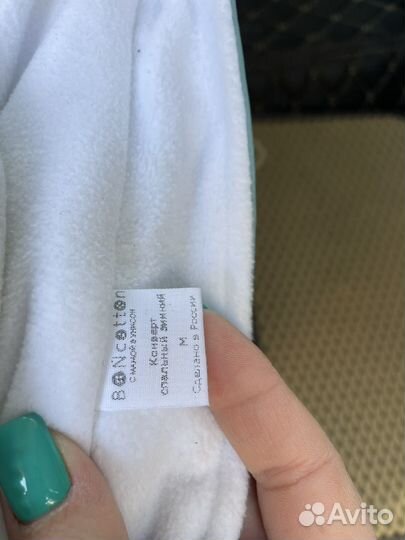 BONcotton
С МАМОЙ В УНИСОН
Конверт
спальный зимний
М
Сделано в России
Avito